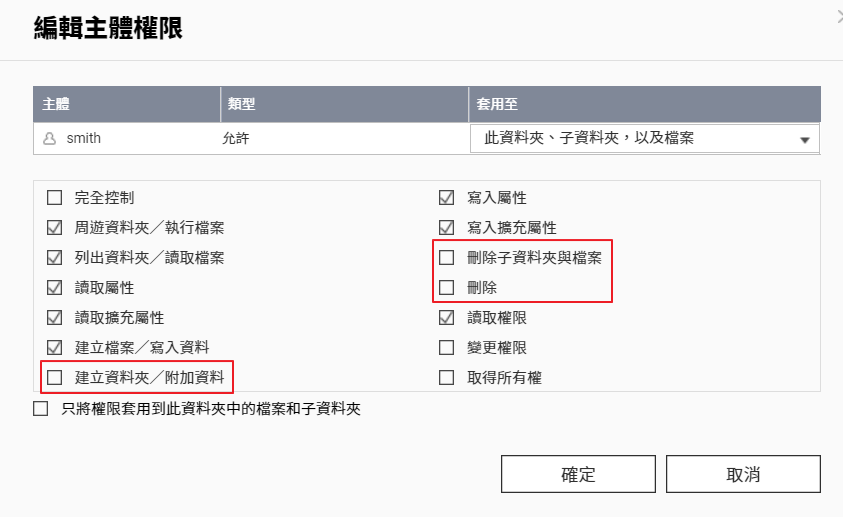 編輯主體權限
主體 類型 套用至
smith 允許 此資料夾、子資料夾，以及檔案
完全控制 寫入屬性
周遊資料夾／執行檔案 寫入擴充屬性
列出資料夾／讀取檔案 刪除子資料夾與檔案
讀取屬性 刪除
讀取擴充屬性 讀取權限
建立檔案／寫入資料 變更權限
建立資料夾／附加資料 取得所有權
只將權限套用到此資料夾中的檔案和子資料夾
確定 取消